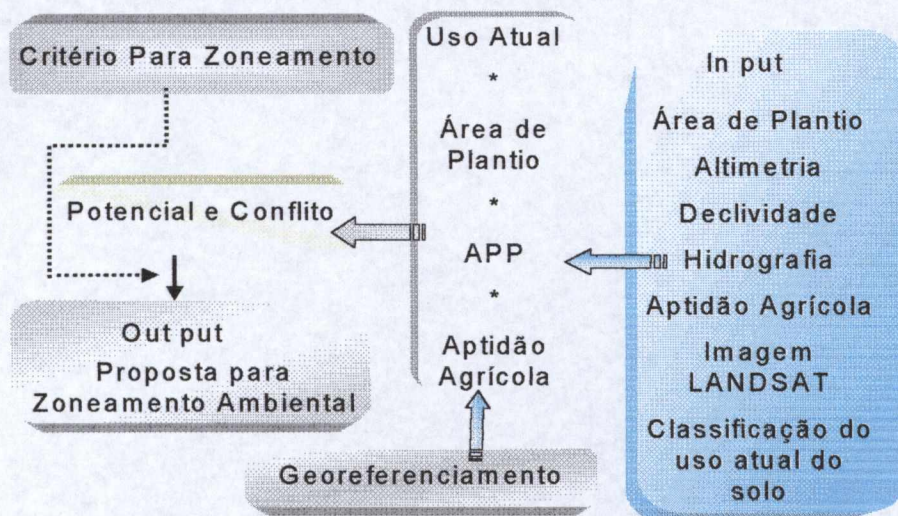 Critério Para Zoneamento
Potencial e Conflito
Out put
Proposta para
Zoneamento Ambiental
Uso Atual
*
Área de
Plantio
*
APP
*
Aptidão
Agrícola
Georeferenciamento
In put
Área de Plantio
Altimetria
Declividade
Hidrografia
Aptidão Agrícola
Imagem
LANDSAT
Classificação do
uso atual do
solo